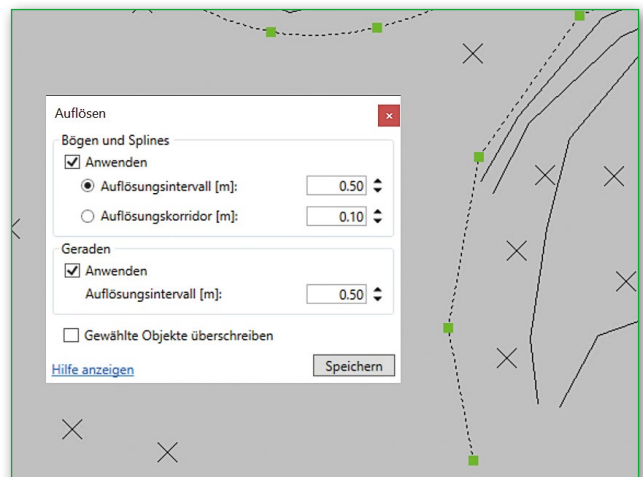 Auflösen
Bögen und Splines
Anwenden
Auflösungsintervall [m]: 0.50
Auflösungskorridor [m]: 0.10
Geraden
Anwenden
Auflösungsintervall [m]: 0.50
Gewählte Objekte überschreiben
Hilfe anzeigen Speichern